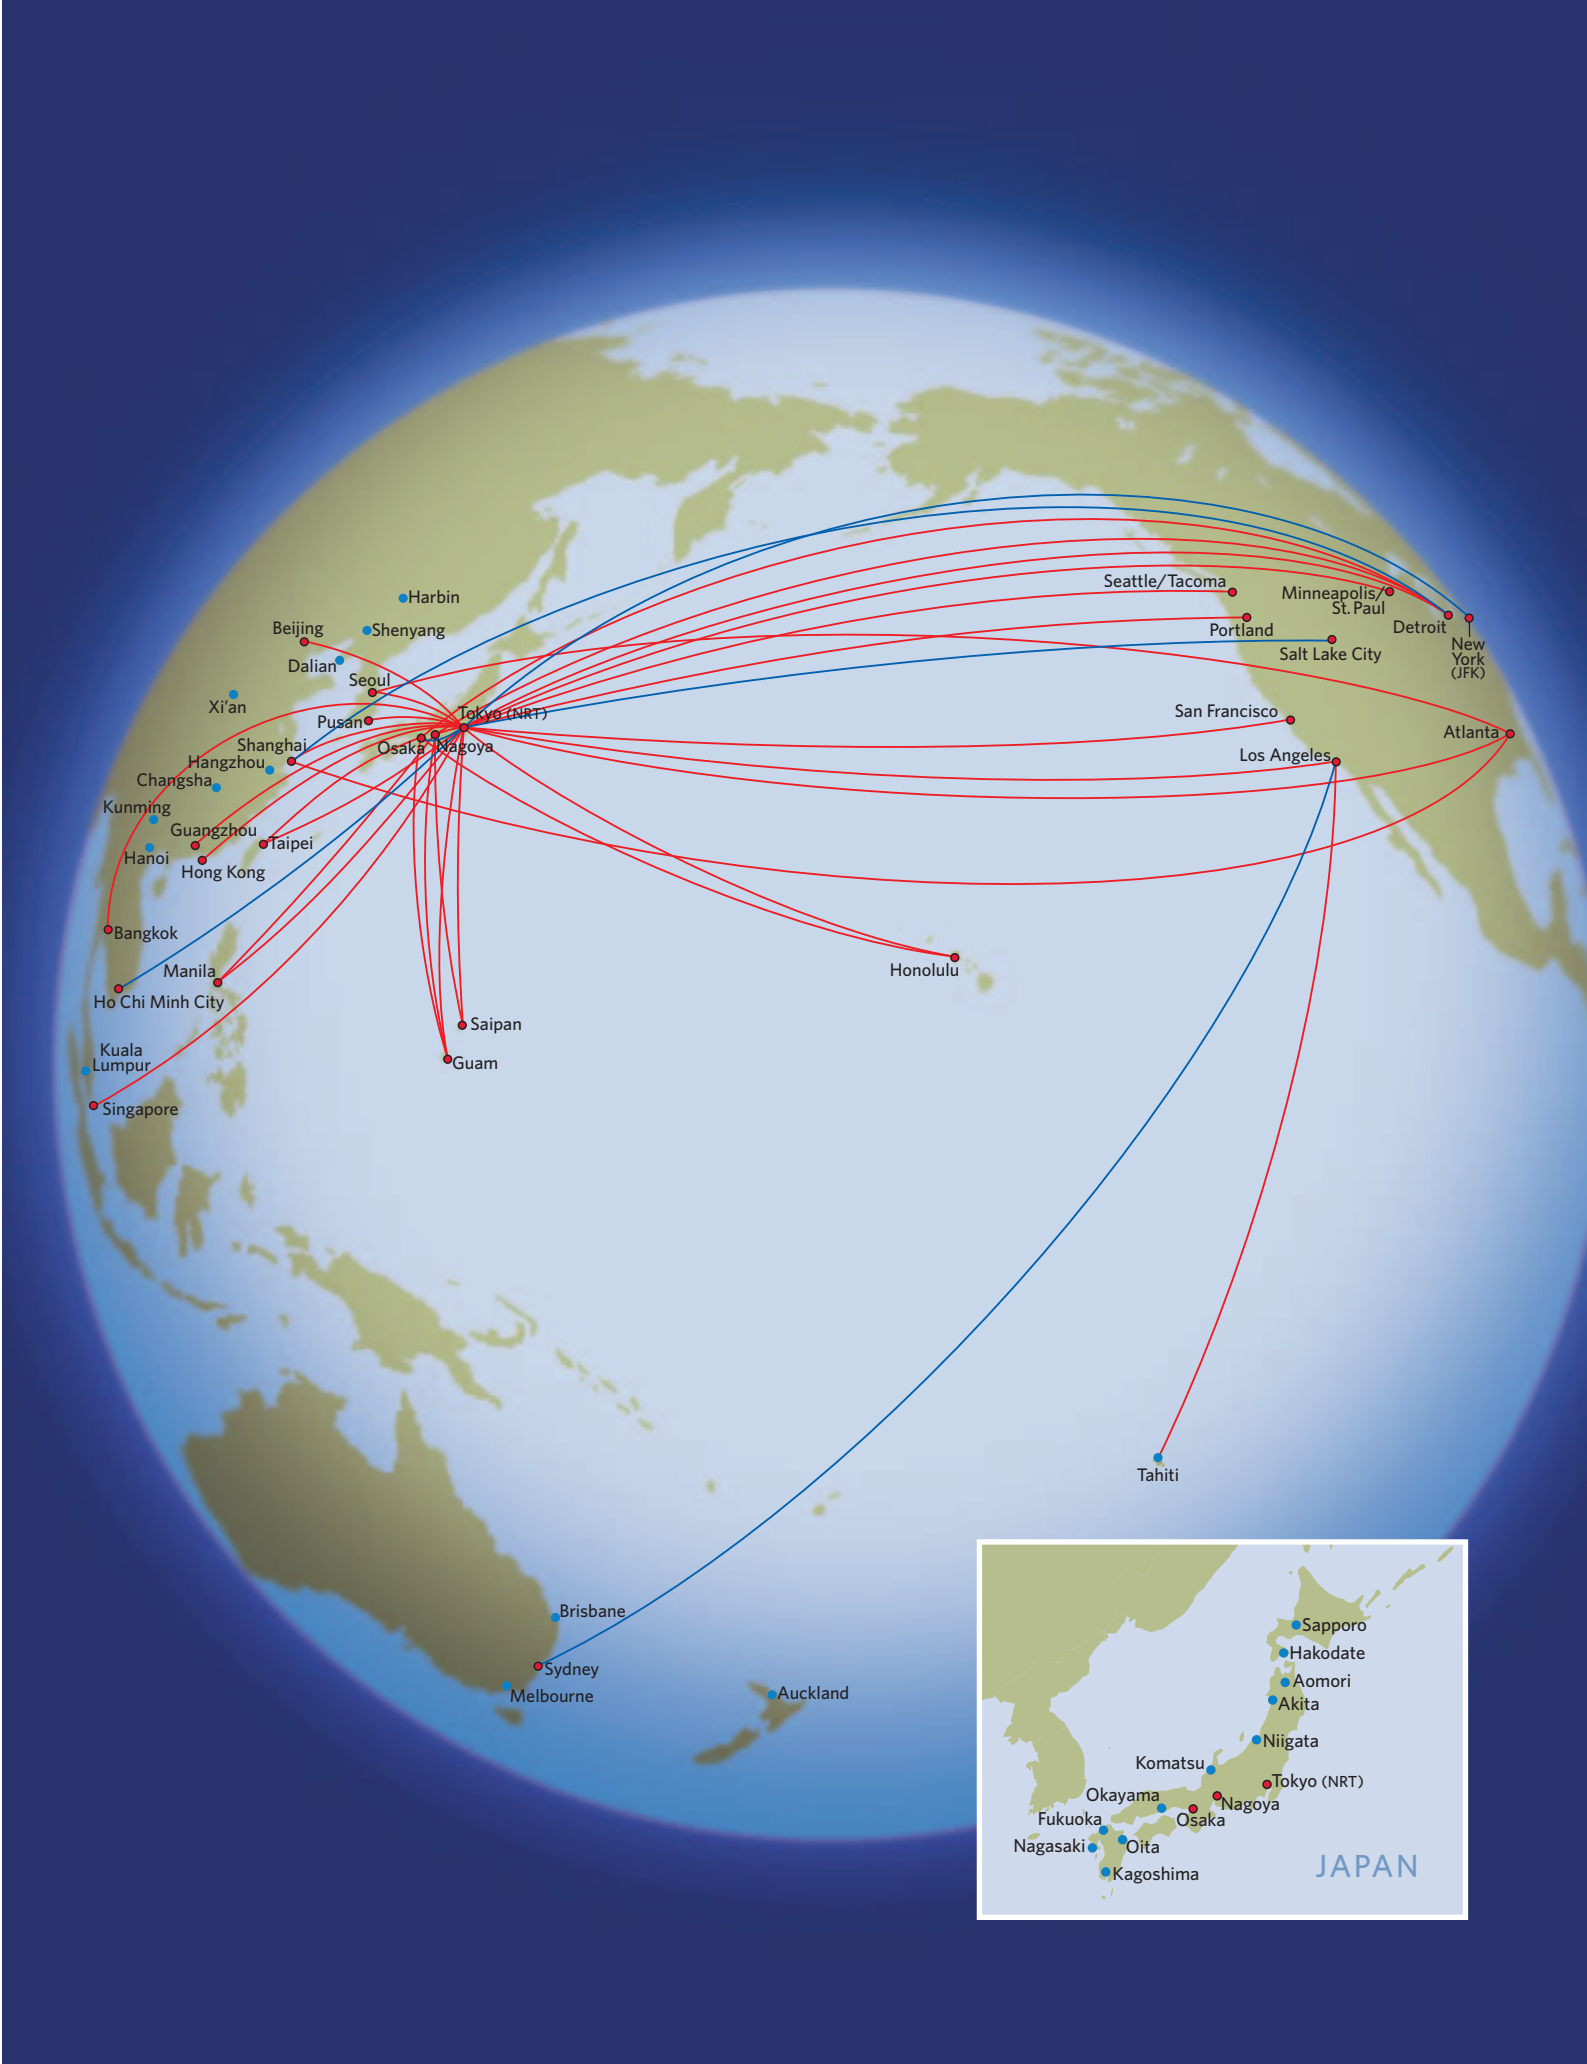 Harbin
Beijing
Shenyang
Dalian
Seoul
Xi'an
Pusan
Tokyo (NRT)
Osaka
Nagoya
Shanghai
Hangzhou
Changsha
Kunming
Guangzhou
Taipei
Hanoi
Hong Kong
Bangkok
Manila
Ho Chi Minh City
Saipan
Guam
Kuala
Lumpur
Singapore
Honolulu
Seattle/Tacoma
Minneapolis/
St. Paul
Portland
Detroit
Salt Lake City
New
York
(JFK)
San Francisco
Atlanta
Los Angeles
Tahiti
Brisbane
Sydney
Melbourne
Auckland
Sapporo
Hakodate
Aomori
Akita
Niigata
Komatsu
Tokyo (NRT)
Okayama
Nagoya
Fukuoka
Osaka
Nagasaki
Oita
Kagoshima
JAPAN